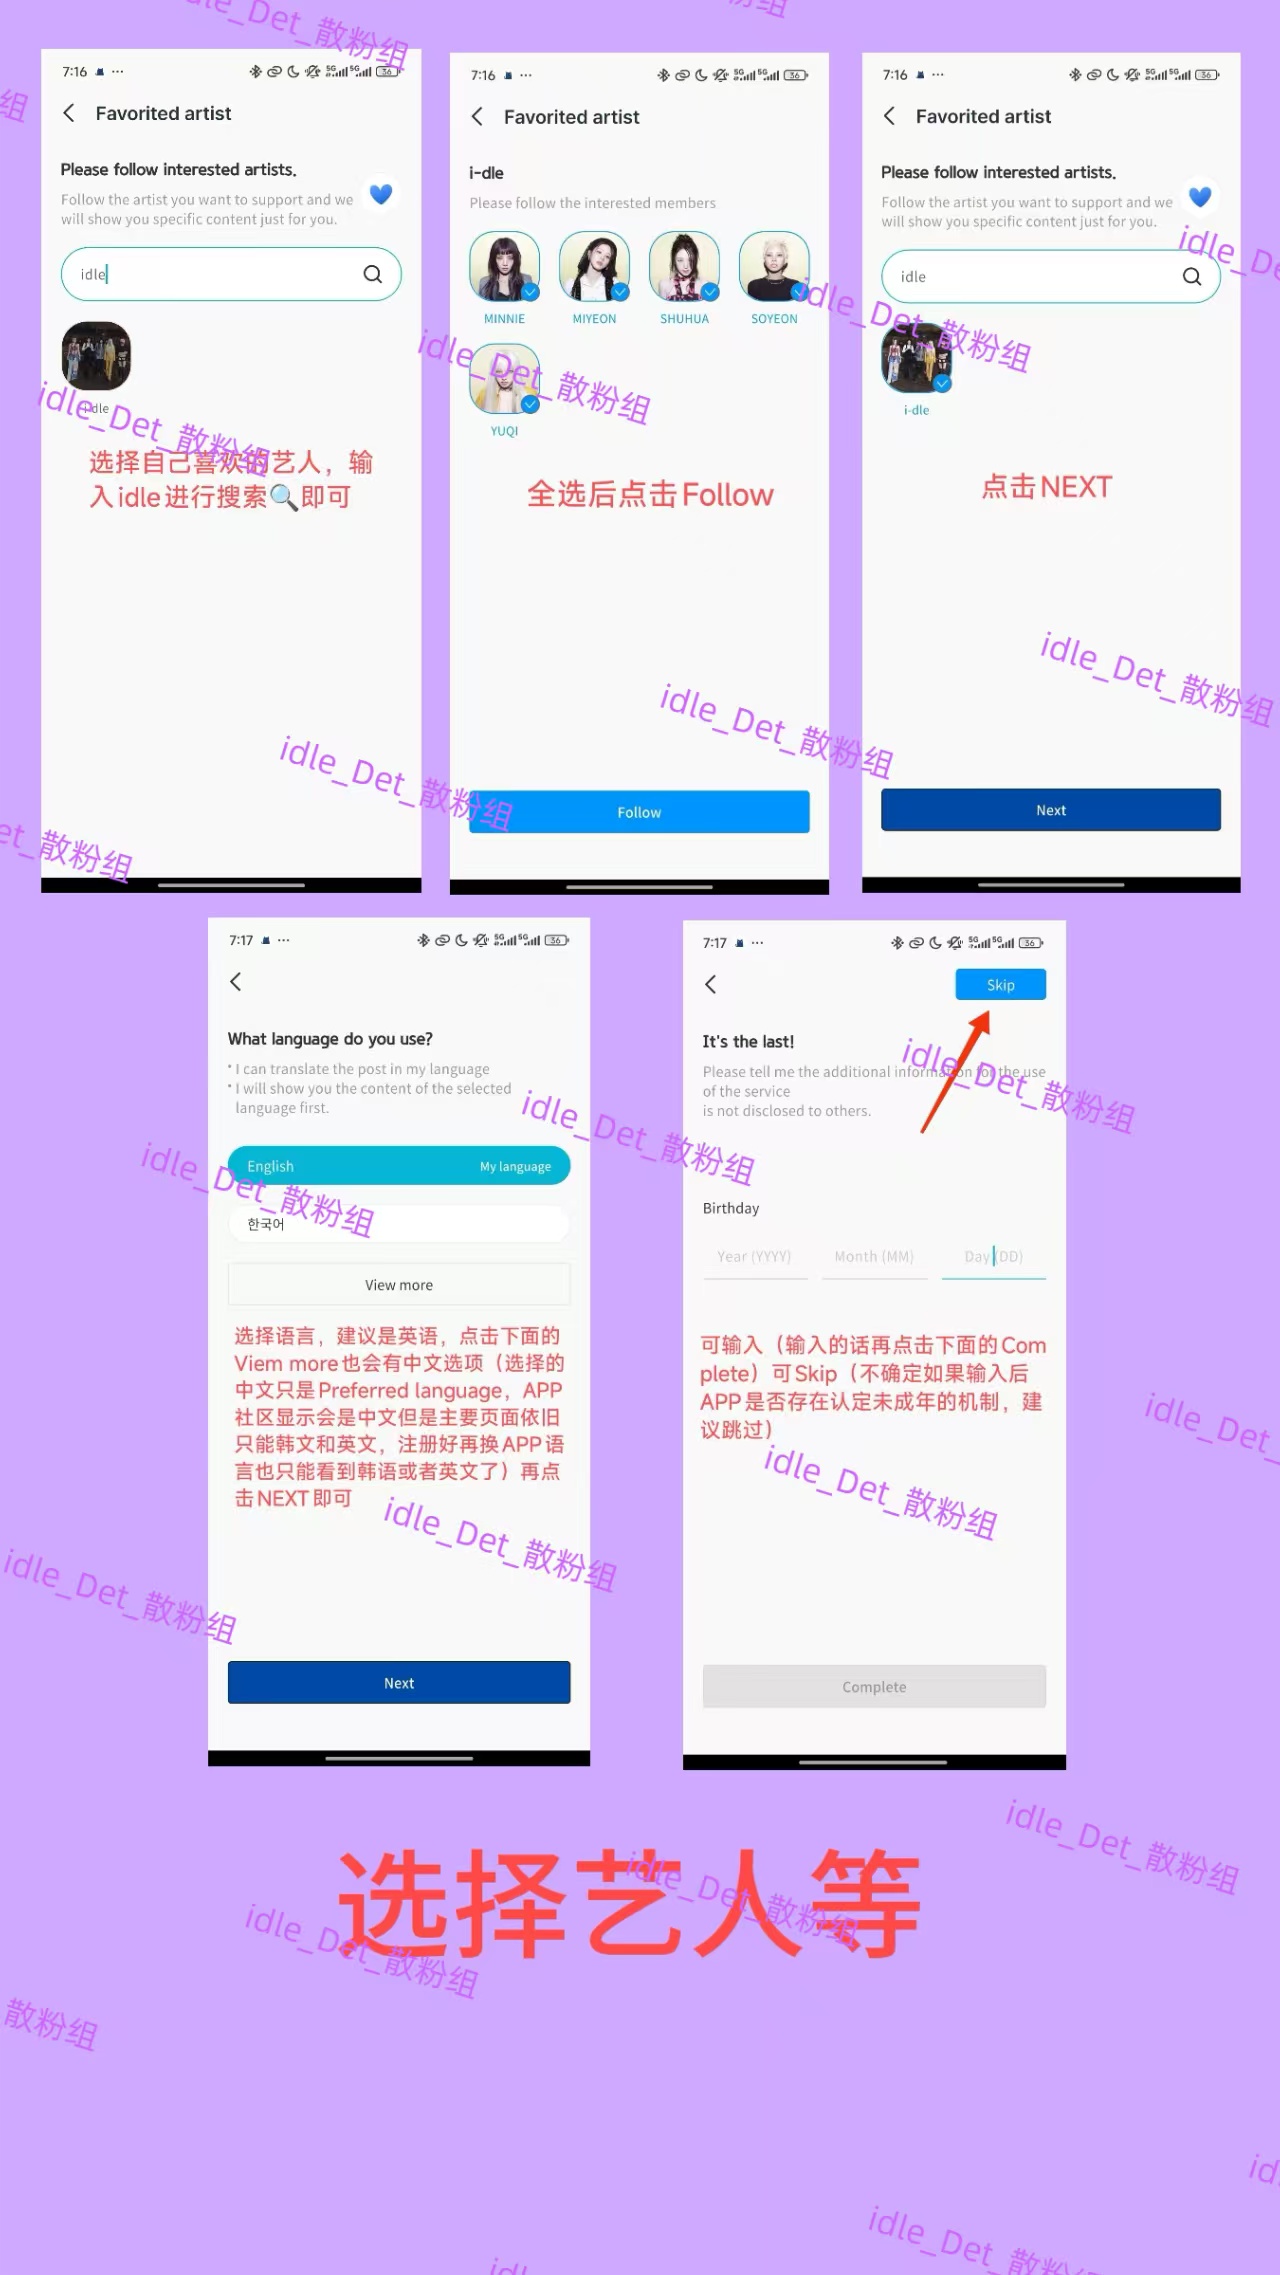 7:16 ···
36
Favorited artist
Please follow interested artists.
Follow the artist you want to support and we
will show you specific content just for you.
idle
i-dle
选择自己喜欢的艺人，输
入idle进行搜索🔍即可
7:16 ···
36
Favorited artist
i-dle
Please follow the interested members
MINNIE
MIYEON
SHUHUA
SOYEON
YUQI
全选后点击Follow
Follow
7:16 ···
36
Favorited artist
Please follow interested artists.
Follow the artist you want to support and we
will show you specific content just for you.
idle
i-dle
点击NEXT
Next
7:17 ···
36
What language do you use?
* I can translate the post in my language
* I will show you the content of the selected
language first.
English
My language
한국어
View more
选择语言，建议是英语，点击下面的
Viem more也会有中文选项（选择的
中文只是Preferred language，APP
社区显示会是中文但是主要页面依旧
只能韩文和英文，注册好再换APP语
言也只能看到韩语或者英文了）再点
击NEXT即可
Next
7:17 ···
36
Skip
It's the last!
Please tell me the additional information for the use
of the service
is not disclosed to others.
Birthday
Year (YYYY)
Month (MM)
Day (DD)
可输入（输入的话再点击下面的Com
plete）可Skip（不确定如果输入后
APP是否存在认定未成年的机制，建
议跳过）
Complete
选择艺人等
idle_Det_散粉组